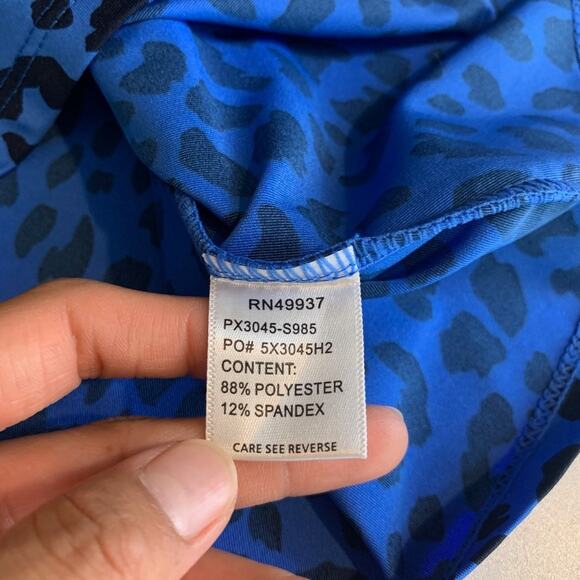 RN49937
PX3045-S985
PO# 5X3045H2
CONTENT:
88% POLYESTER
12% SPANDEX
CARE SEE REVERSE